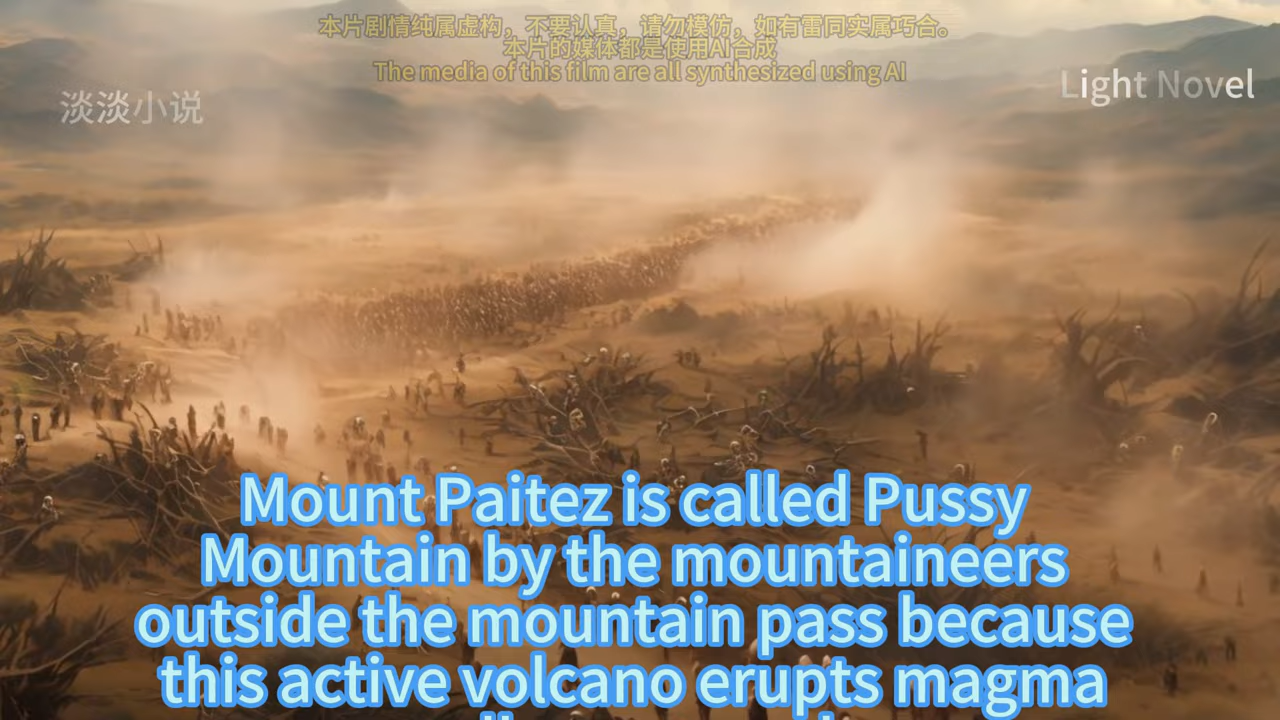 本片剧情纯属虚构，不要认真，请勿模仿，如有雷同实属巧合。
本片的媒体都是使用AI合成
The media of this film are all synthesized using AI
Light Novel
淡淡小说
Mount Paitez is called Pussy
Mountain by the mountaineers
outside the mountain pass because
this active volcano erupts magma